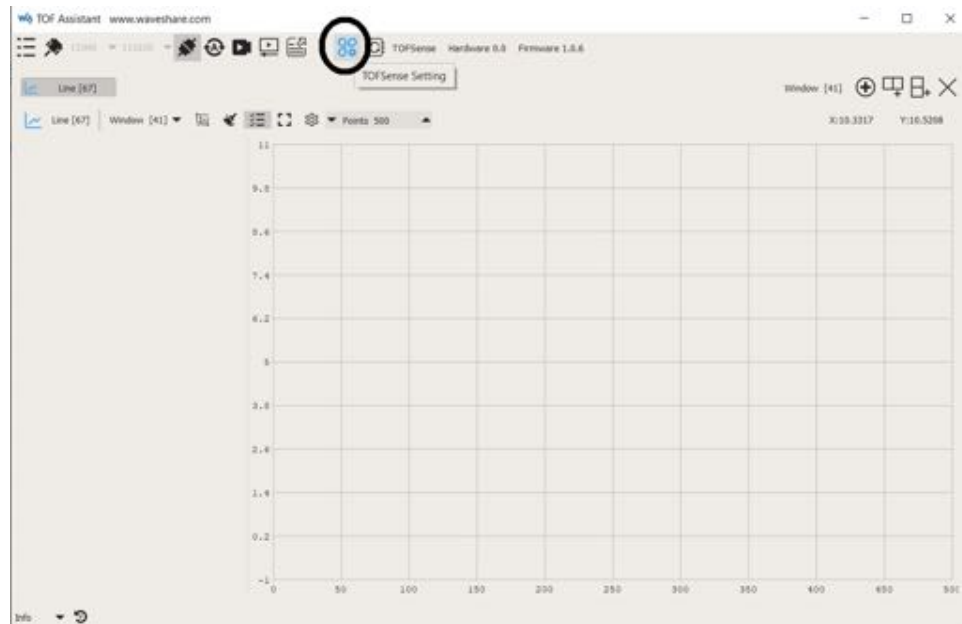 TOF Assistant www.waveshare.com
TOFSense Hardware 0.0 Firmware 1.0.6
TOFSense Setting
Line [67]
Window [41]
Line [67] Window [41] Points 500
X:10.3317 Y:10.5208
11
9.8
8.6
7.4
6.2
5
3.8
2.6
1.4
0.2
-1
0 50 100 150 200 250 300 350 400 450 500
Info